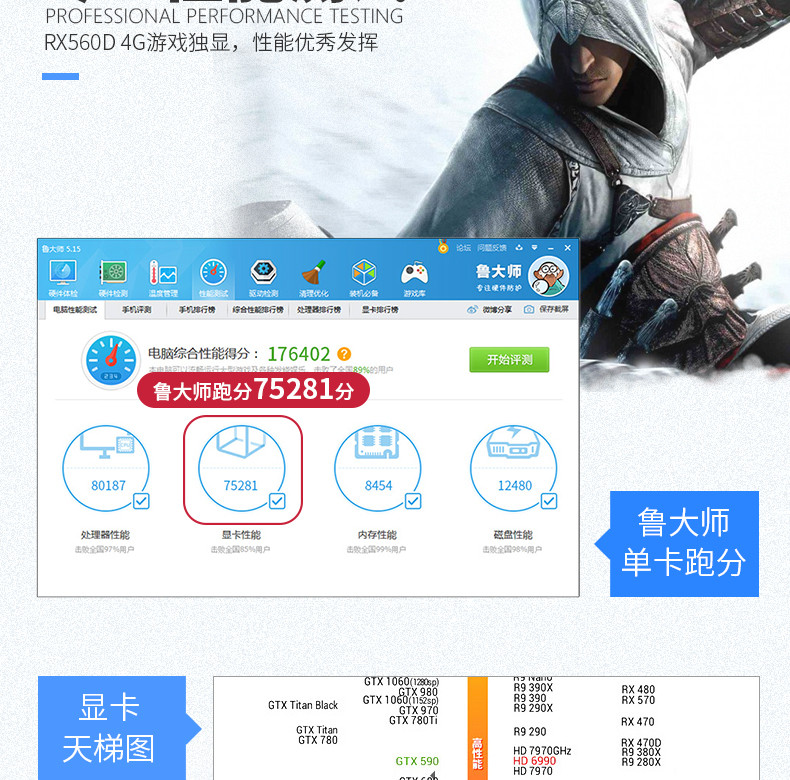 PROFESSIONAL PERFORMANCE TESTING
RX560D 4G游戏独显，性能优秀发挥
鲁大师 5.15
论坛 问题反馈
硬件体检 硬件检测 温度管理 性能测试 驱动检测 清理优化 装机必备 游戏库
鲁大师
专注硬件防护
电脑性能测试 手机评测 手机排行榜 综合性能排行榜 处理器排行榜 显卡排行榜 微博分享 保存截屏
电脑综合性能得分： 176402 ?
开始评测
鲁大师跑分75281分
80187
75281
8454
12480
处理器性能
击败全国97%用户
显卡性能
击败全国85%用户
内存性能
击败全国99%用户
磁盘性能
击败全国98%用户
鲁大师
单卡跑分
显卡
天梯图
GTX 1060(1280sp)
GTX 980
GTX Titan Black
GTX 1060(1152sp)
GTX 970
GTX 780Ti
GTX Titan
GTX 780
GTX 590
高性能
R9 Nano
R9 390X
R9 390
R9 290X
R9 290
HD 7970GHz
HD 6990
HD 7970
RX 480
RX 570
RX 470
RX 470D
R9 380X
R9 280X